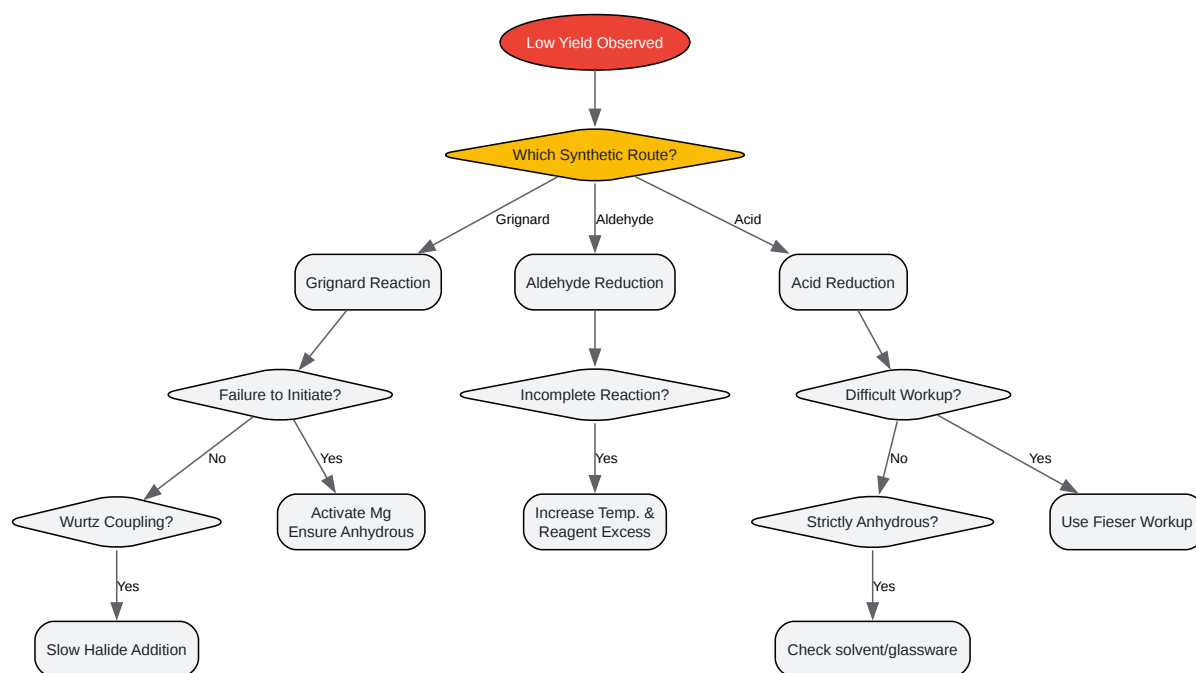 Low Yield Observed
Which Synthetic Route?
Grignard
Aldehyde
Acid
Grignard Reaction
Aldehyde Reduction
Acid Reduction
Failure to Initiate?
Incomplete Reaction?
Difficult Workup?
No
Yes
Yes
No
Yes
Wurtz Coupling?
Activate Mg
Ensure Anhydrous
Increase Temp. &
Reagent Excess
Strictly Anhydrous?
Use Fieser Workup
Yes
Yes
Slow Halide Addition
Check solvent/glassware